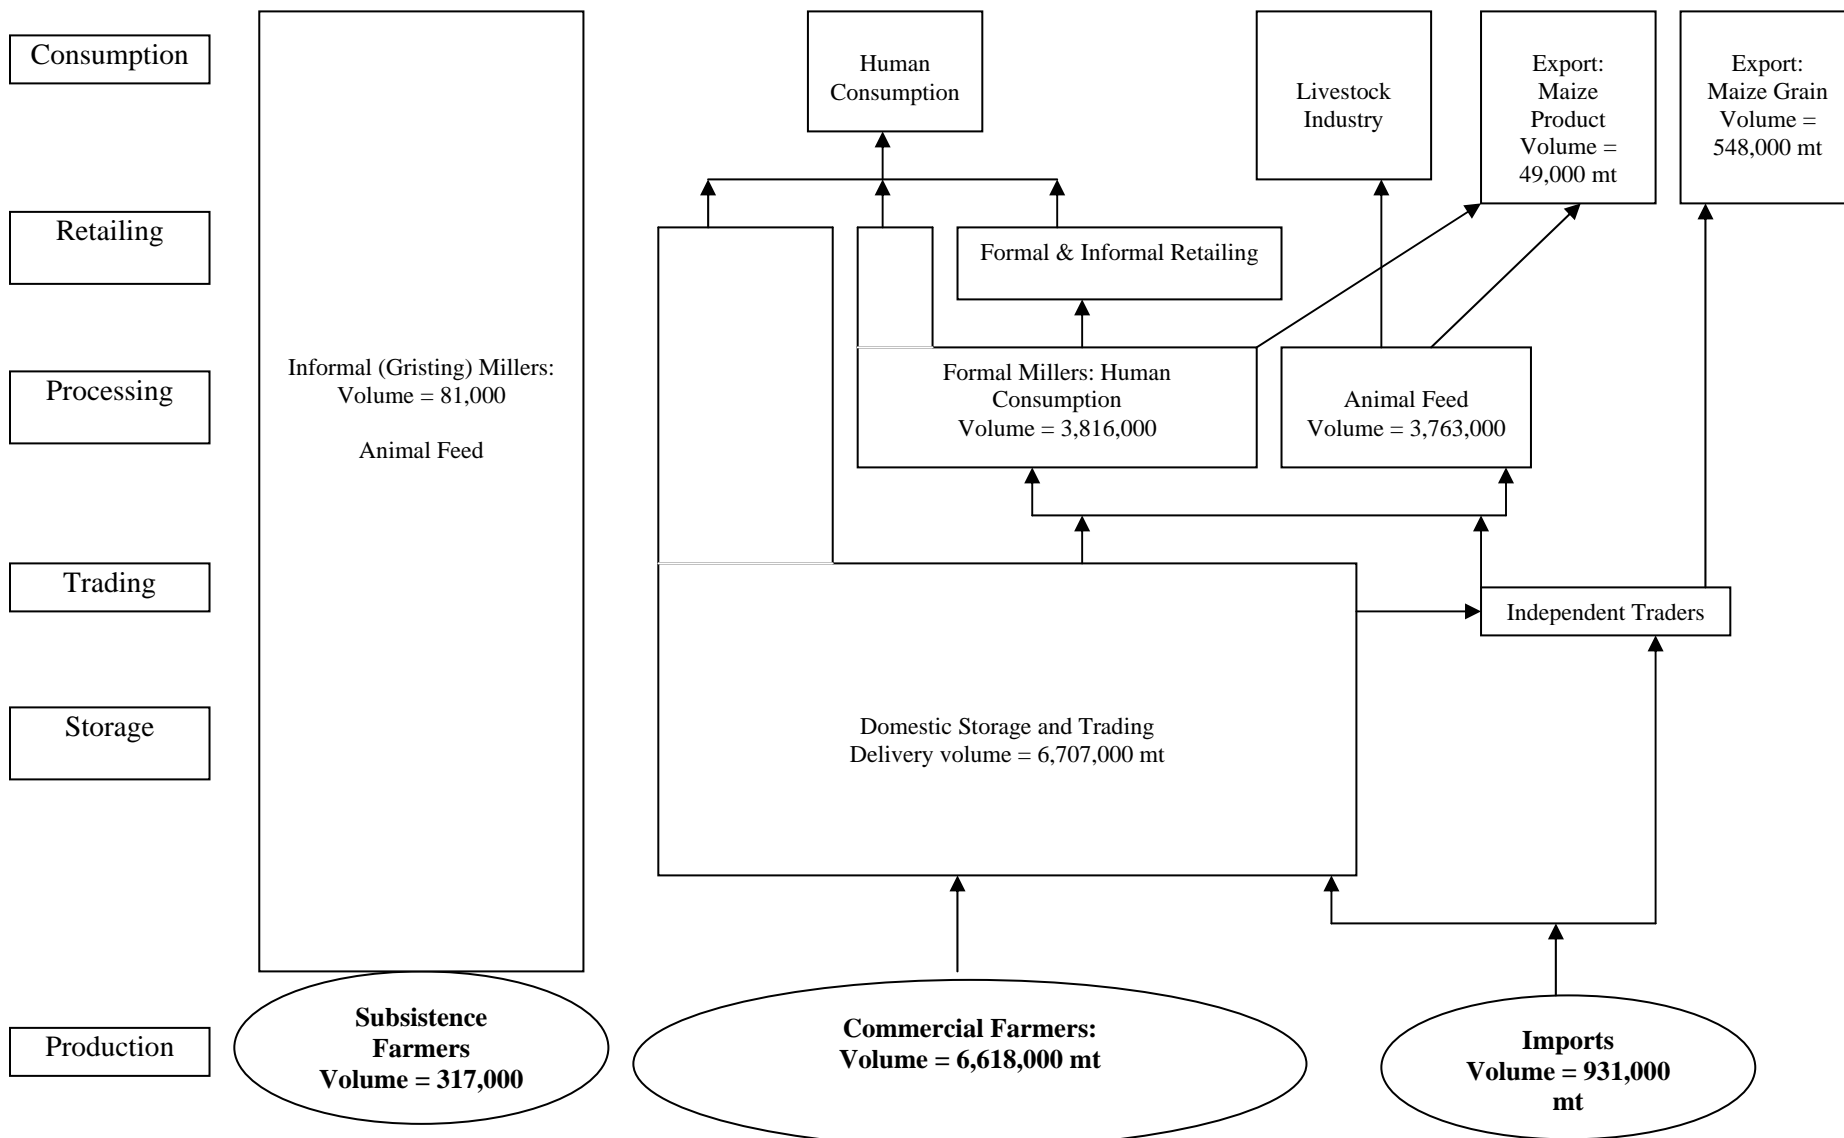 Consumption
Human
Consumption
Livestock
Industry
Export:
Maize
Product
Volume =
49,000 mt
Export:
Maize Grain
Volume =
548,000 mt
Retailing
Formal & Informal Retailing
Processing
Informal (Gristing) Millers:
Volume = 81,000
Animal Feed
Formal Millers: Human
Consumption
Volume = 3,816,000
Animal Feed
Volume = 3,763,000
Trading
Independent Traders
Storage
Domestic Storage and Trading
Delivery volume = 6,707,000 mt
Production
Subsistence
Farmers
Volume = 317,000
Commercial Farmers:
Volume = 6,618,000 mt
Imports
Volume = 931,000
mt